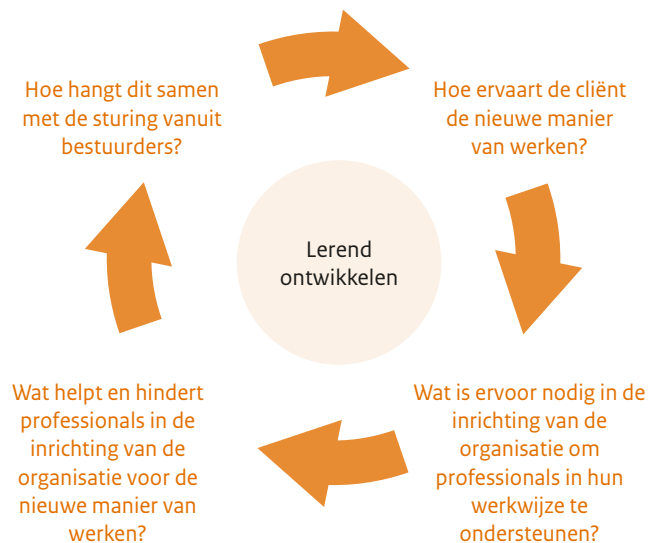 Hoe hangt dit samen
met de sturing vanuit
bestuurders?
Hoe ervaart de cliënt
de nieuwe manier
van werken?
Lerend
ontwikkelen
Wat helpt en hindert
professionals in de
inrichting van de
organisatie voor de
nieuwe manier van
werken?
Wat is ervoor nodig in de
inrichting van de
organisatie om
professionals in hun
werkwijze te
ondersteunen?